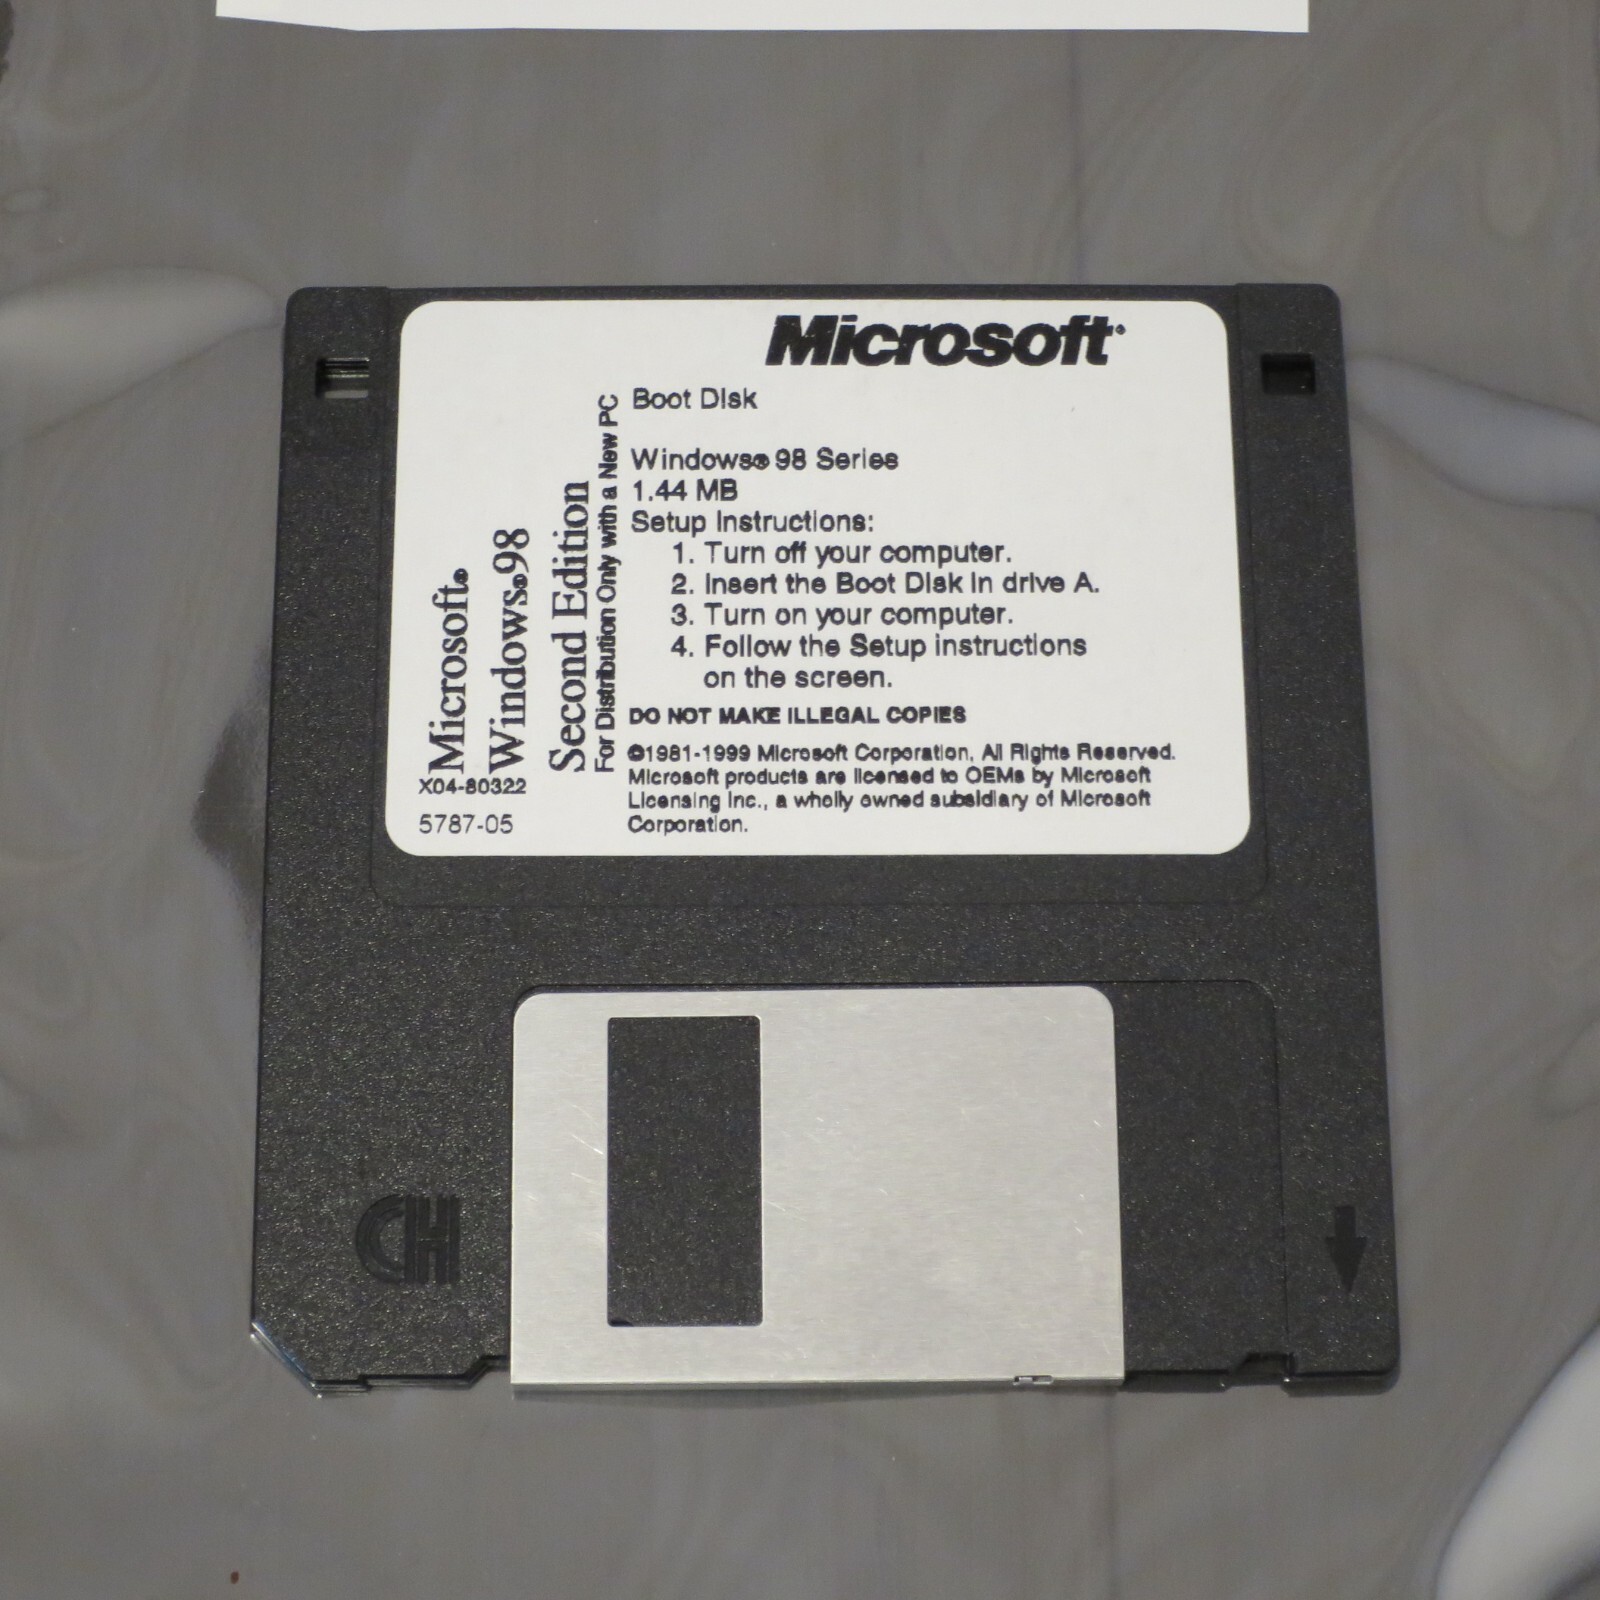 Microsoft®
Boot Disk
Windows® 98 Series
1.44 MB
Setup Instructions:
1. Turn off your computer.
2. Insert the Boot Disk in drive A.
3. Turn on your computer.
4. Follow the Setup instructions
on the screen.
DO NOT MAKE ILLEGAL COPIES
©1981-1999 Microsoft Corporation, All Rights Reserved.
Microsoft products are licensed to OEMs by Microsoft
Licensing Inc., a wholly owned subsidiary of Microsoft
Corporation.
Microsoft®
Windows®98
Second Edition
For Distribution Only with a New PC
X04-80322
5787-05
HD